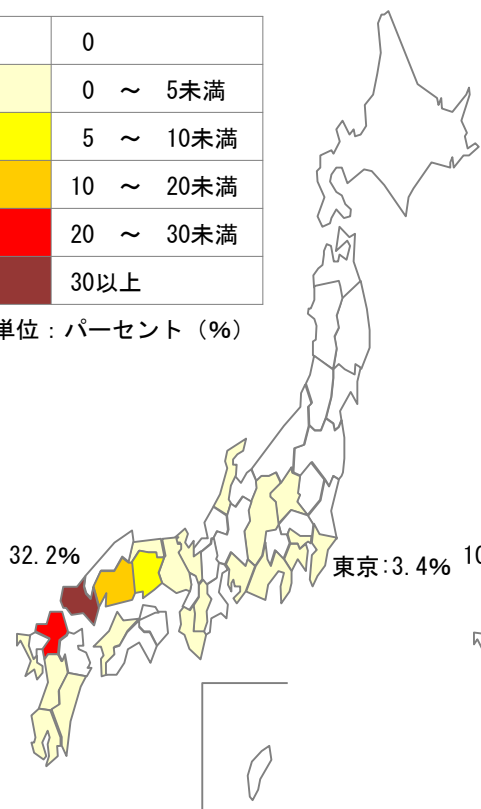 0
0 ～ 5未満
5 ～ 10未満
10 ～ 20未満
20 ～ 30未満
30以上
単位：パーセント（%）
32.2%
東京:3.4%
10